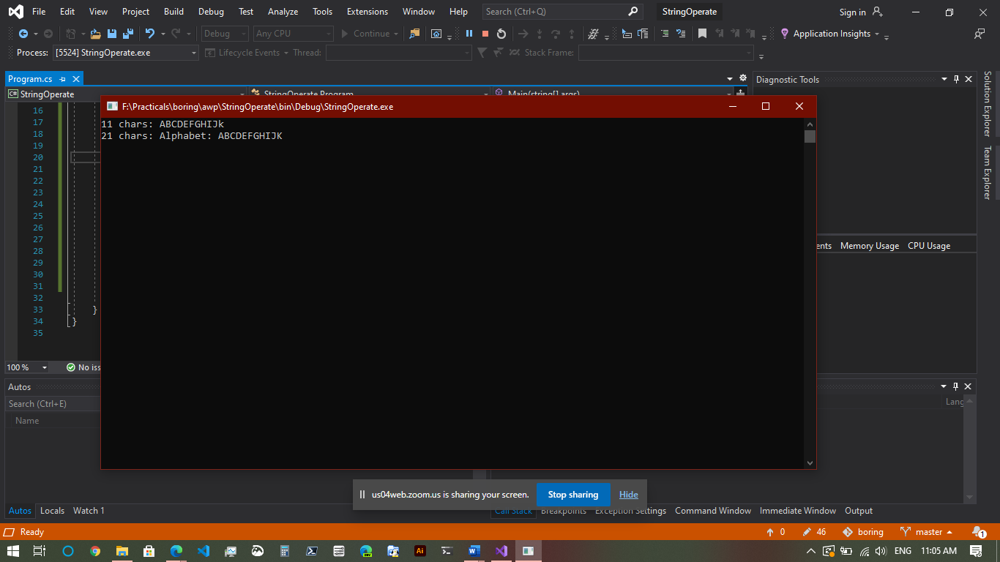 File Edit View Project Build Debug Test Analyze Tools Extensions Window Help Search (Ctrl+Q) StringOperate Sign in
Debug Any CPU Continue Application Insights
Process: [5524] StringOperate.exe Lifecycle Events Thread: Stack Frame:
Program.cs
StringOperate StringOperate.Program Main(string[] args)
Diagnostic Tools
Solution Explorer
Team Explorer
F:\Practicals\boring\awp\StringOperate\bin\Debug\StringOperate.exe
11 chars: ABCDEFGHIJk
21 chars: Alphabet: ABCDEFGHIJK
16
17
18
19
20
21
22
23
24
25
26
27
28
29
30
31
32
33 }
34 }
35
ents Memory Usage CPU Usage
100 % No iss
Autos
Search (Ctrl+E)
Name
Lang
us04web.zoom.us is sharing your screen. Stop sharing Hide
Autos Locals Watch 1
Call Stack Breakpoints Exception Settings Command Window Immediate Window Output
Ready 0 46 boring master 1
ENG 11:05 AM